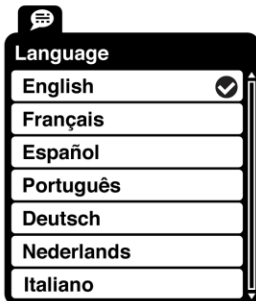 Language
English
Français
Español
Português
Deutsch
Nederlands
Italiano